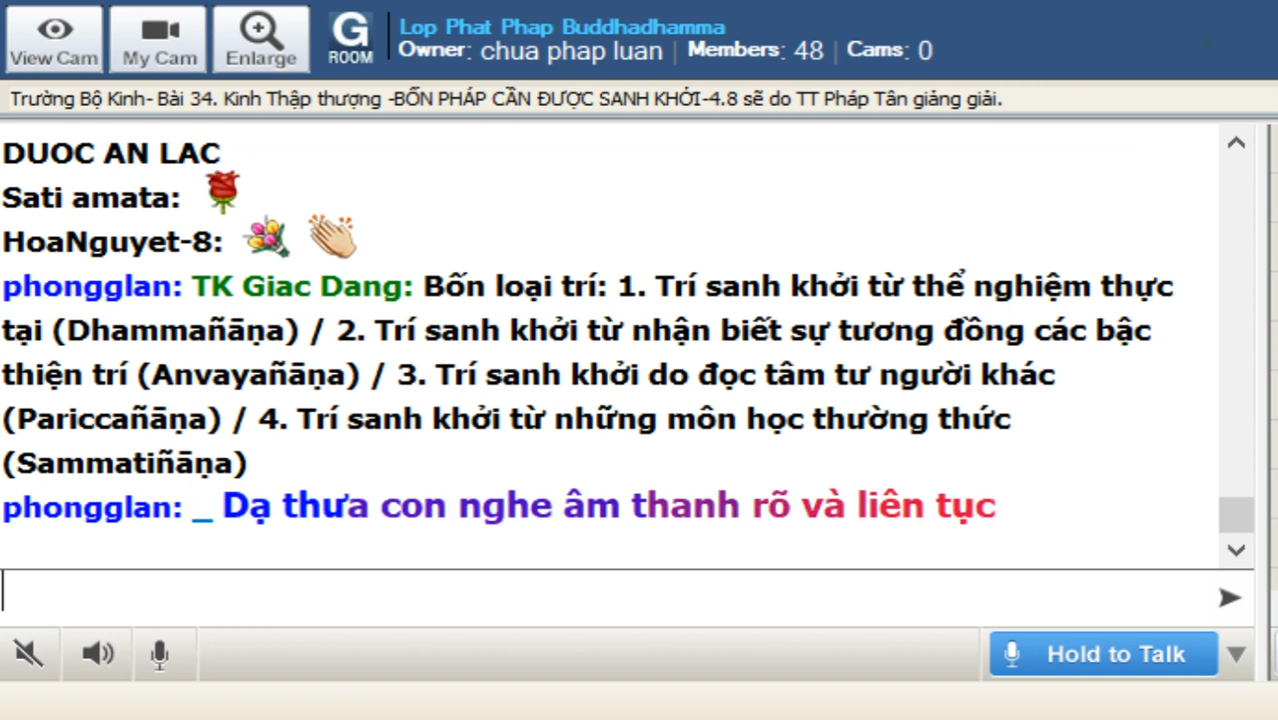 View Cam
My Cam
Enlarge
G
ROOM
Lop Phat Phap Buddhadhamma
Owner: chua phap luan | Members: 48 | Cams: 0
Trường Bộ Kinh- Bài 34. Kinh Thập thượng -BỐN PHÁP CẦN ĐƯỢC SANH KHỞI-4.8 sẽ do TT Pháp Tân giảng giải.
DUOC AN LAC
Sati amata:
HoaNguyet-8:
phongglan: TK Giac Dang: Bốn loại trí: 1. Trí sanh khởi từ thể nghiệm thực
tại (Dhammañāṇa) / 2. Trí sanh khởi từ nhận biết sự tương đồng các bậc
thiện trí (Anvayañāṇa) / 3. Trí sanh khởi do đọc tâm tư người khác
(Pariccañāṇa) / 4. Trí sanh khởi từ những môn học thường thức
(Sammatiñāṇa)
phongglan: _ Dạ thưa con nghe âm thanh rõ và liên tục
Hold to Talk